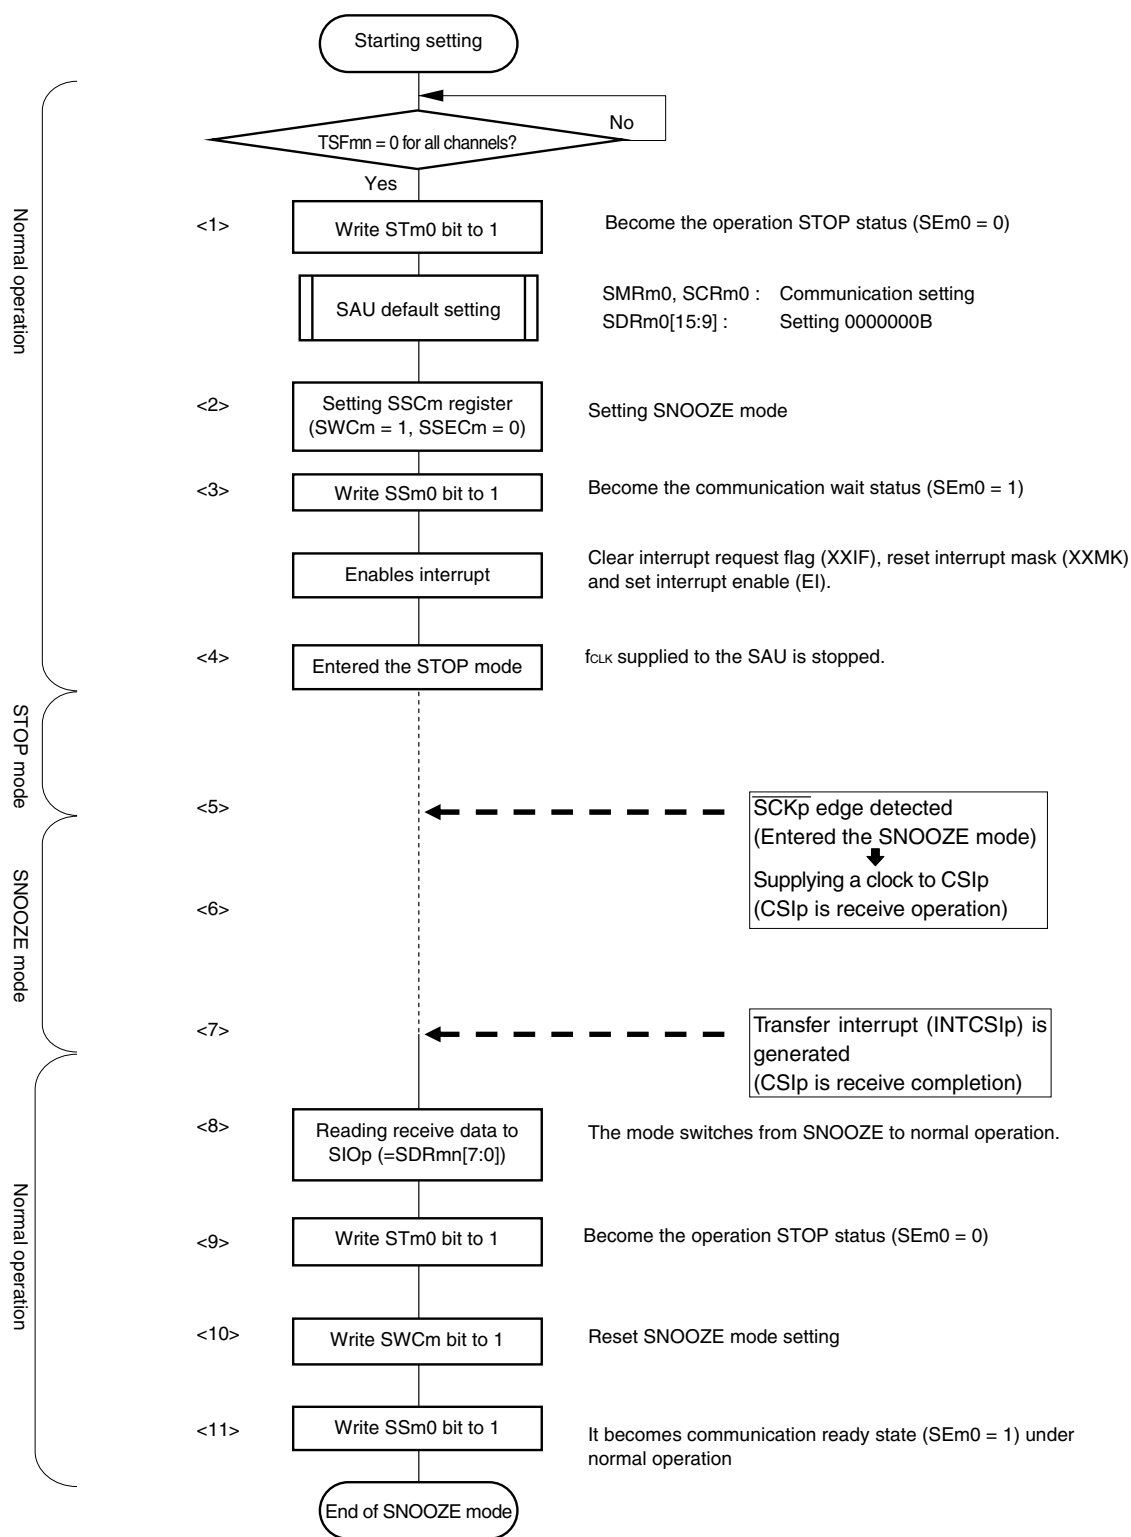 Starting setting
No
TSFmn = 0 for all channels?
Yes
Normal operation
<1>
Write STm0 bit to 1
Become the operation STOP status (SEm0 = 0)
SAU default setting
SMRm0, SCRm0 : Communication setting
SDRm0[15:9] : Setting 0000000B
<2>
Setting SSCm register
(SWCm = 1, SSECm = 0)
Setting SNOOZE mode
<3>
Write SSm0 bit to 1
Become the communication wait status (SEm0 = 1)
Enables interrupt
Clear interrupt request flag (XXIF), reset interrupt mask (XXMK)
and set interrupt enable (EI).
<4>
Entered the STOP mode
fCLK supplied to the SAU is stopped.
STOP mode
<5>
SCKp edge detected
(Entered the SNOOZE mode)
Supplying a clock to CSIp
(CSIp is receive operation)
<6>
SNOOZE mode
<7>
Transfer interrupt (INTCSIp) is
generated
(CSIp is receive completion)
<8>
Reading receive data to
SIOp (=SDRmn[7:0])
The mode switches from SNOOZE to normal operation.
Normal operation
<9>
Write STm0 bit to 1
Become the operation STOP status (SEm0 = 0)
<10>
Write SWCm bit to 1
Reset SNOOZE mode setting
<11>
Write SSm0 bit to 1
It becomes communication ready state (SEm0 = 1) under
normal operation
End of SNOOZE mode